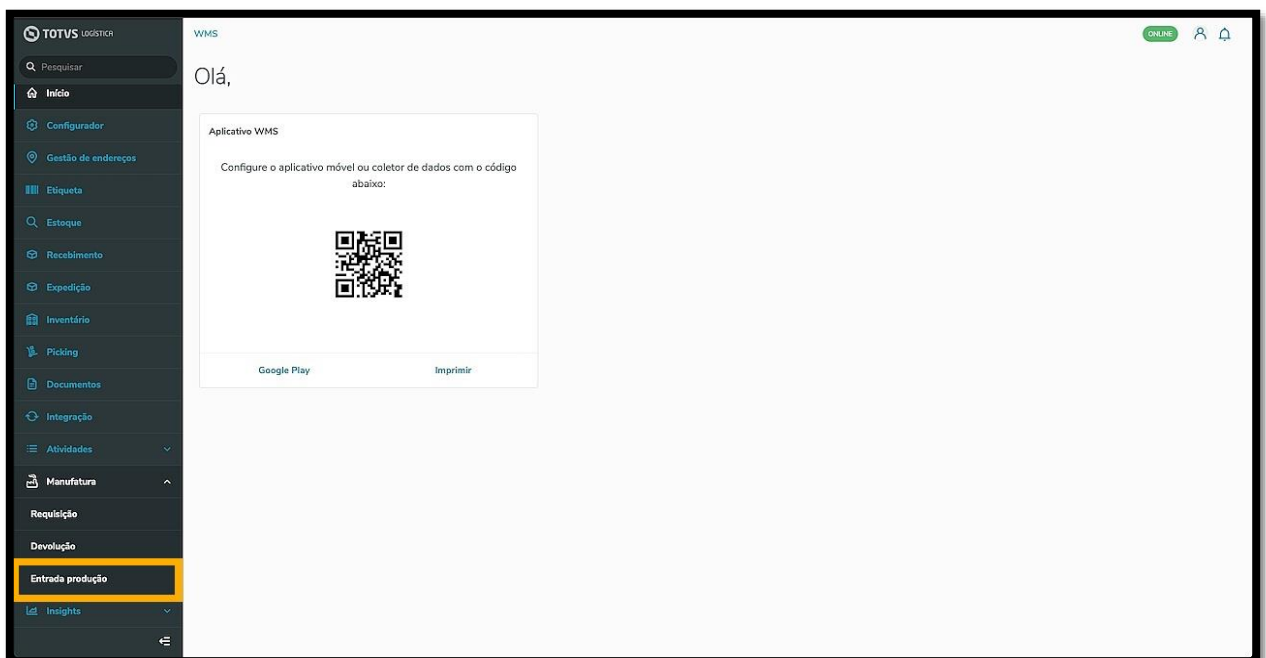 TOTVS LOGÍSTICA
WMS
ONLINE
Pesquisar
Olá,
Início
Configurador
Gestão de endereços
Etiqueta
Estoque
Recebimento
Expedição
Inventário
Picking
Documentos
Integração
Atividades
Manufatura
Requisição
Devolução
Entrada produção
Insights
Aplicativo WMS
Configure o aplicativo móvel ou coletor de dados com o código
abaixo:
Google Play
Imprimir